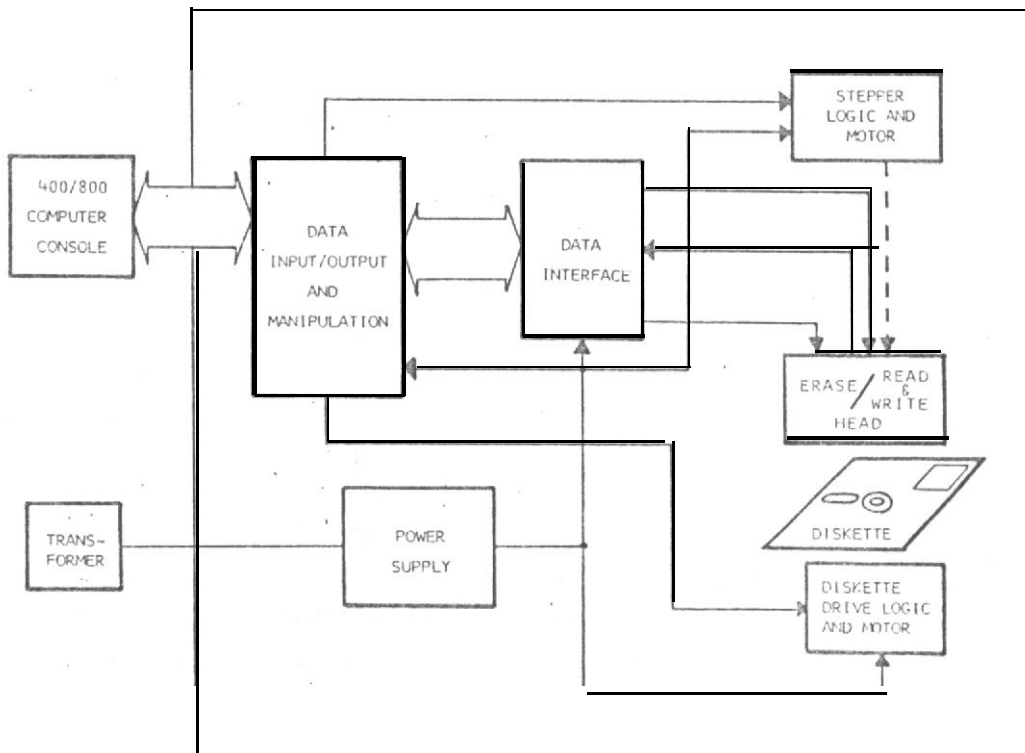 STEPPER
LOGIC AND
MOTOR
400/800
COMPUTER
CONSOLE
DATA
INPUT/OUTPUT
AND
MANIPULATION
DATA
INTERFACE
ERASE / READ
& WRITE
HEAD
DISKETTE
TRANS-
FORMER
POWER
SUPPLY
DISKETTE
DRIVE LOGIC
AND MOTOR